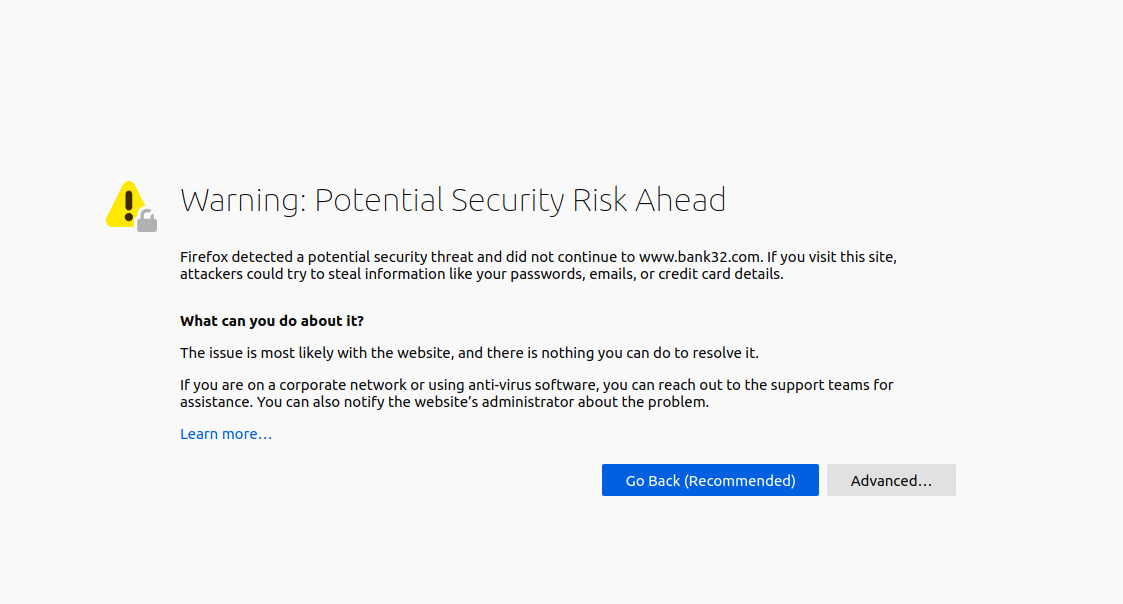 Warning: Potential Security Risk Ahead
Firefox detected a potential security threat and did not continue to www.bank32.com. If you visit this site,
attackers could try to steal information like your passwords, emails, or credit card details.
What can you do about it?
The issue is most likely with the website, and there is nothing you can do to resolve it.
If you are on a corporate network or using anti-virus software, you can reach out to the support teams for
assistance. You can also notify the website’s administrator about the problem.
Learn more…
Go Back (Recommended)
Advanced…